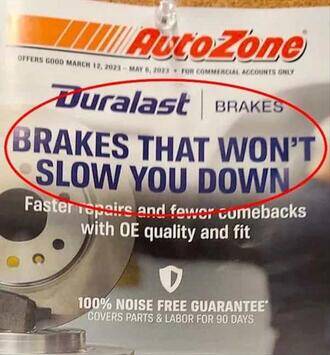 AutoZone
OFFERS GOOD MARCH 12, 2023 – MAY 6, 2023 • FOR COMMERCIAL ACCOUNTS ONLY
Duralast | BRAKES
BRAKES THAT WON'T
SLOW YOU DOWN
Faster repairs and fewer comebacks
with OE quality and fit
100% NOISE FREE GUARANTEE*
COVERS PARTS & LABOR FOR 90 DAYS